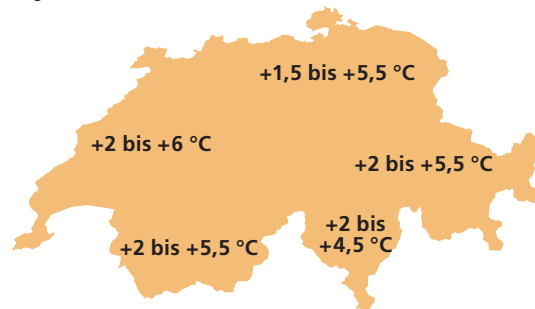 +1,5 bis +5,5 °C
+2 bis +6 °C
+2 bis +5,5 °C
+2 bis
+4,5 °C
+2 bis +5,5 °C